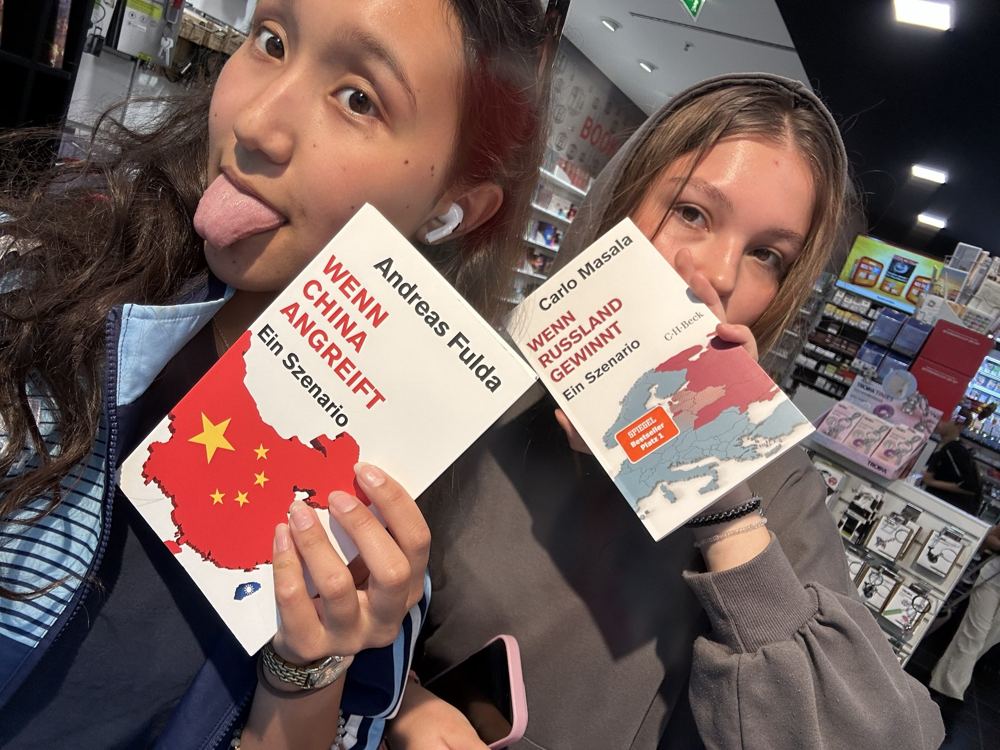 Andreas Fulda
WENN
CHINA
ANGREIFT
Ein Szenario
Carlo Masala
WENN
RUSSLAND
GEWINNT
Ein Szenario
C·H·Beck
SPIEGEL
Bestseller
Platz 1